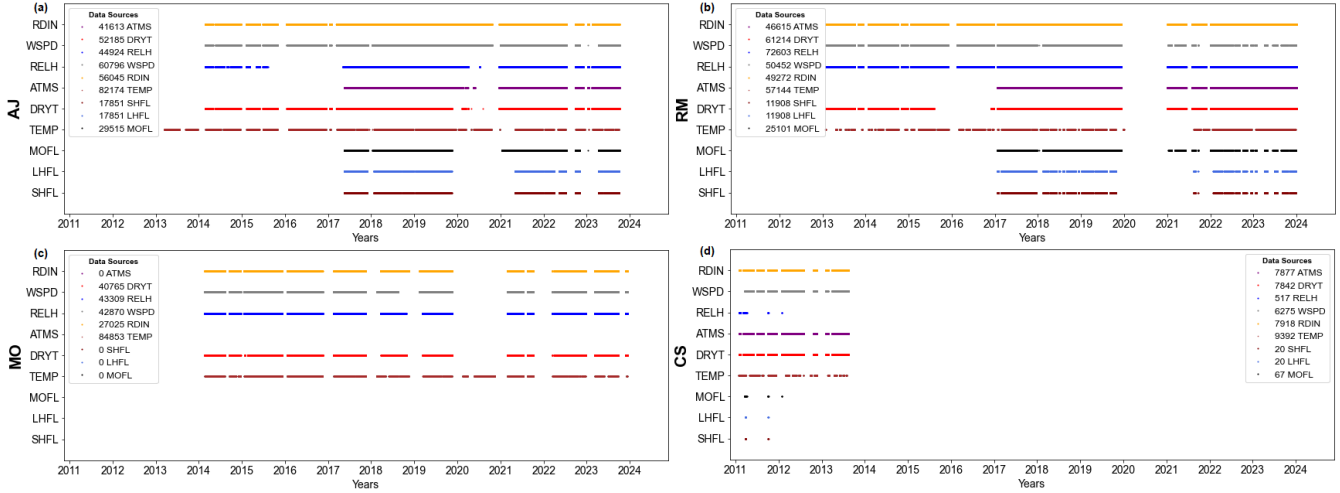 (a)
AJ
RDIN
WSPD
RELH
ATMS
DRYT
TEMP
MOFL
LHFL
SHFL
Data Sources
41613 ATMS
52185 DRYT
44924 RELH
60796 WSPD
56045 RDIN
82174 TEMP
17851 SHFL
17851 LHFL
29515 MOFL
2011 2012 2013 2014 2015 2016 2017 2018 2019 2020 2021 2022 2023 2024
Years
(b)
RM
RDIN
WSPD
RELH
ATMS
DRYT
TEMP
MOFL
LHFL
SHFL
Data Sources
46615 ATMS
61214 DRYT
72603 RELH
50452 WSPD
49272 RDIN
57144 TEMP
11908 SHFL
11908 LHFL
25101 MOFL
2011 2012 2013 2014 2015 2016 2017 2018 2019 2020 2021 2022 2023 2024
Years
(c)
MO
RDIN
WSPD
RELH
ATMS
DRYT
TEMP
MOFL
LHFL
SHFL
Data Sources
0 ATMS
40765 DRYT
43309 RELH
42870 WSPD
27025 RDIN
84853 TEMP
0 SHFL
0 LHFL
0 MOFL
2011 2012 2013 2014 2015 2016 2017 2018 2019 2020 2021 2022 2023 2024
Years
(d)
CS
RDIN
WSPD
RELH
ATMS
DRYT
TEMP
MOFL
LHFL
SHFL
Data Sources
7877 ATMS
7842 DRYT
517 RELH
6275 WSPD
7918 RDIN
9392 TEMP
20 SHFL
20 LHFL
67 MOFL
2011 2012 2013 2014 2015 2016 2017 2018 2019 2020 2021 2022 2023 2024
Years